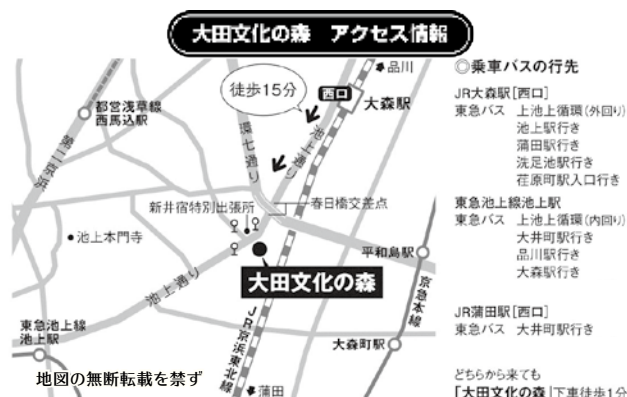 大田文化の森　アクセス情報
品川
徒歩15分
西口
大森駅
都営浅草線
西馬込駅
第二京浜
環七通り
池上通り
新井宿特別出張所
春日橋交差点
池上本門寺
大田文化の森
平和島駅
池上通り
京急本線
JR京浜東北線
大森町駅
東急池上線
池上駅
蒲田
地図の無断転載を禁ず
◎乗車バスの行先
JR大森駅[西口]
東急バス　上池上循環(外回り)
池上駅行き
蒲田駅行き
洗足池駅行き
荏原町駅入口行き
東急池上線池上駅
東急バス　上池上循環(内回り)
大井町駅行き
品川駅行き
大森駅行き
JR蒲田駅[西口]
東急バス　大井町駅行き
どちらから来ても
「大田文化の森」下車徒歩1分